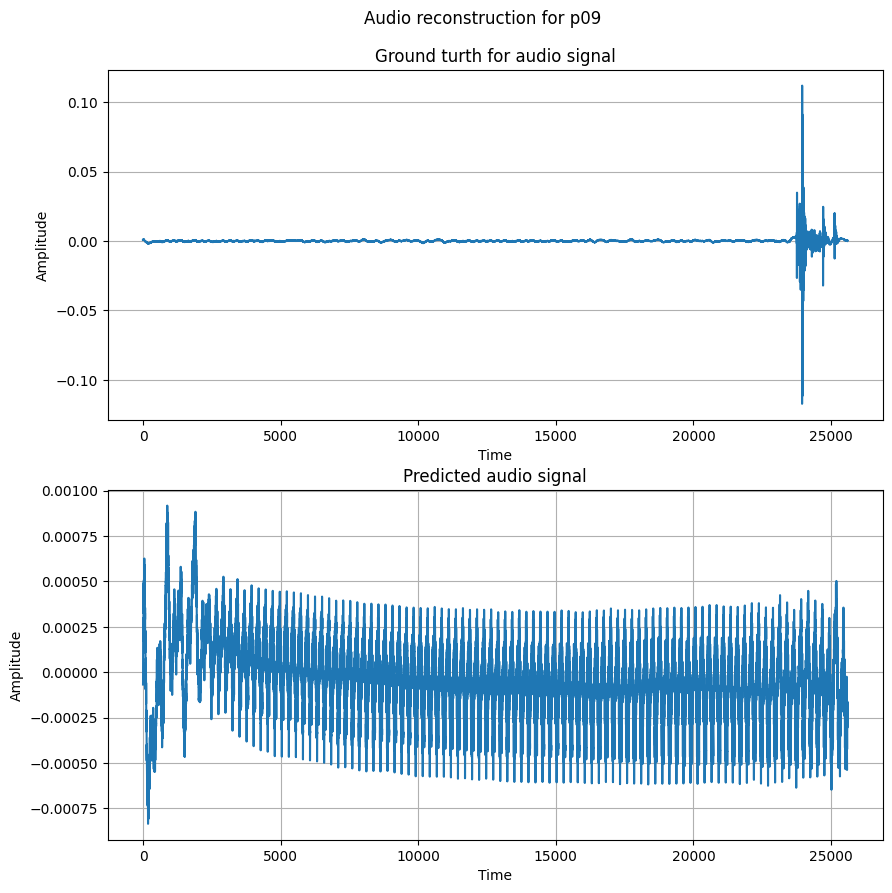 Audio reconstruction for p09
Ground turth for audio signal
0.10
0.05
0.00
−0.05
−0.10
Amplitude
0 5000 10000 15000 20000 25000
Time
Predicted audio signal
0.00100
0.00075
0.00050
0.00025
0.00000
−0.00025
−0.00050
−0.00075
Amplitude
0 5000 10000 15000 20000 25000
Time